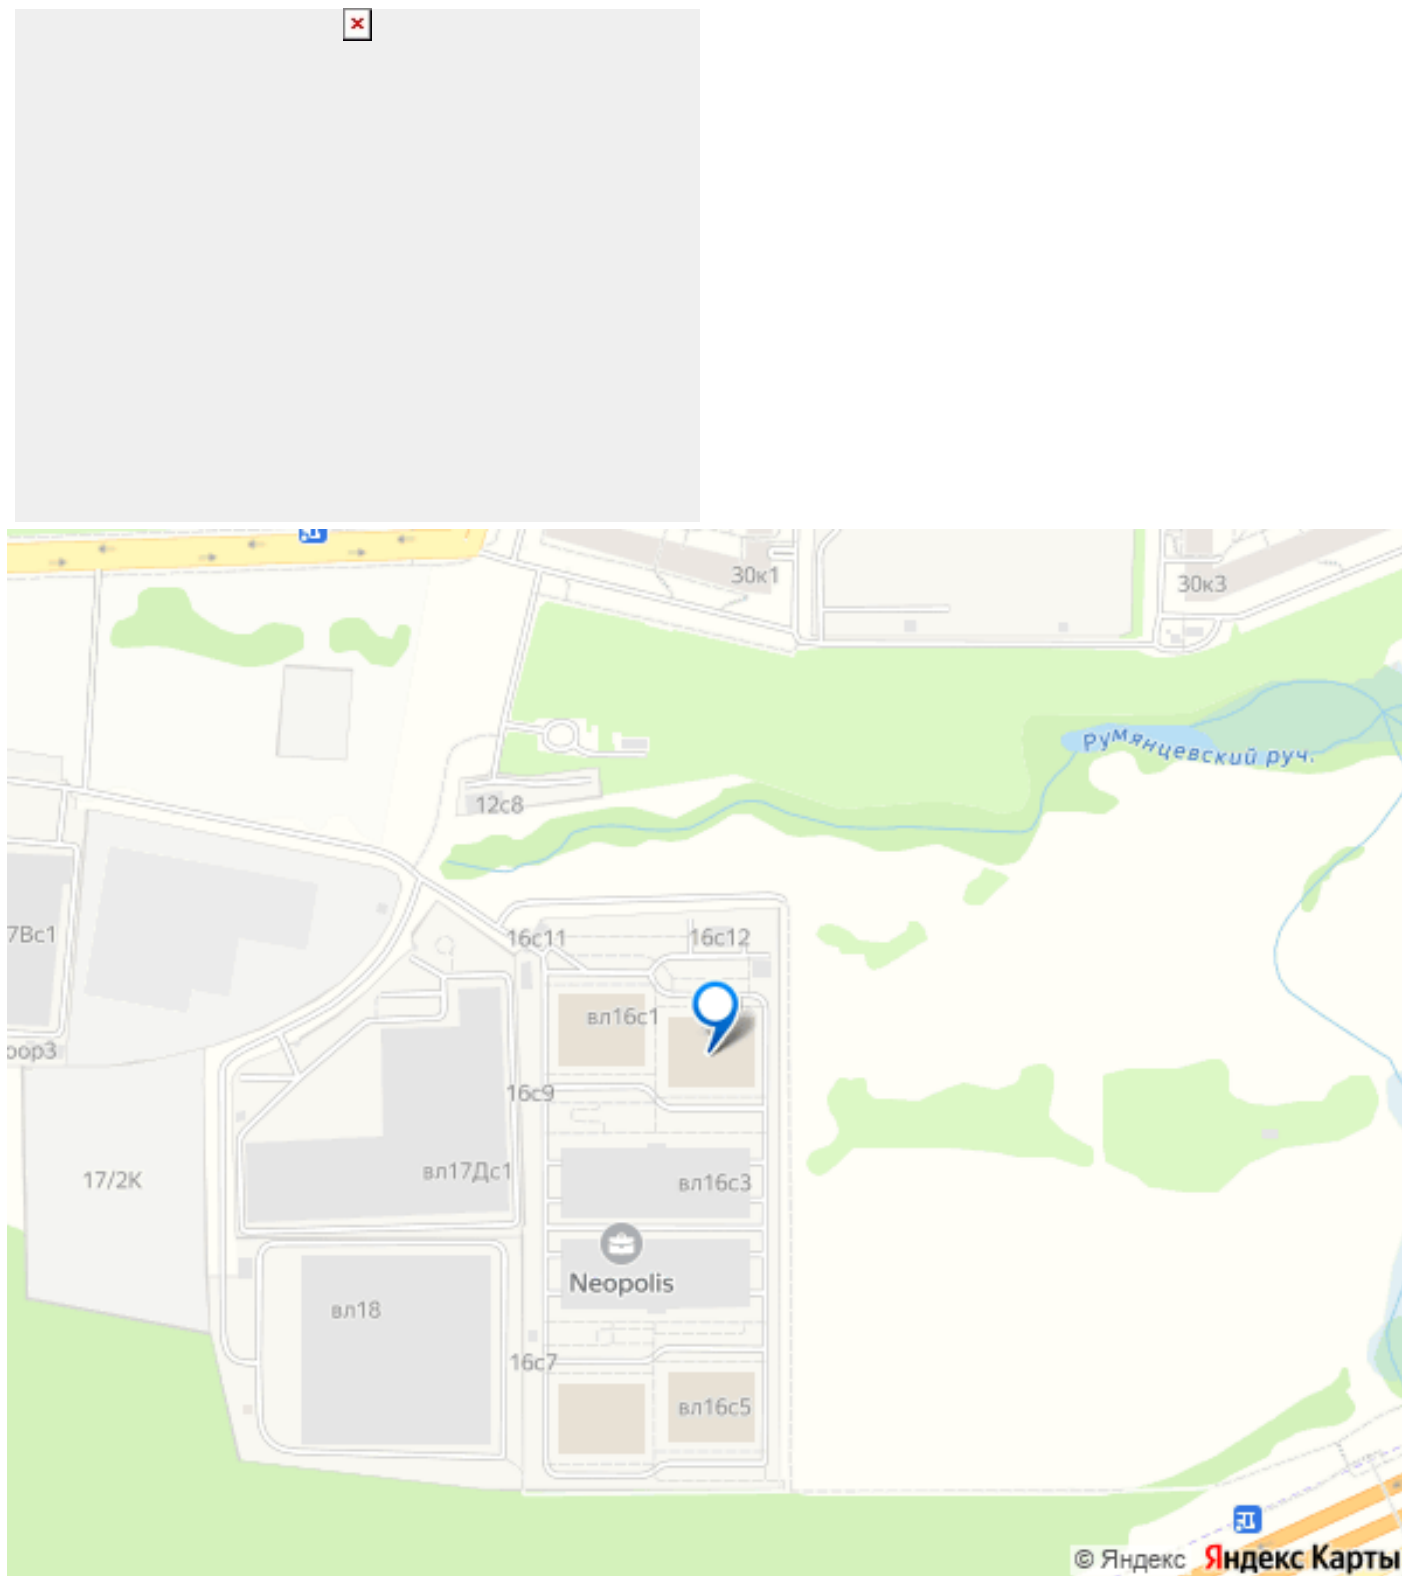 30к1
30к3
Румянцевский руч.
12с8
7Вс1
16с11
16с12
вл16с1
оор3
16с9
17/2К
вл17Дс1
вл16с3
Neopolis
вл18
16с7
вл16с5
© Яндекс Яндекс Карты